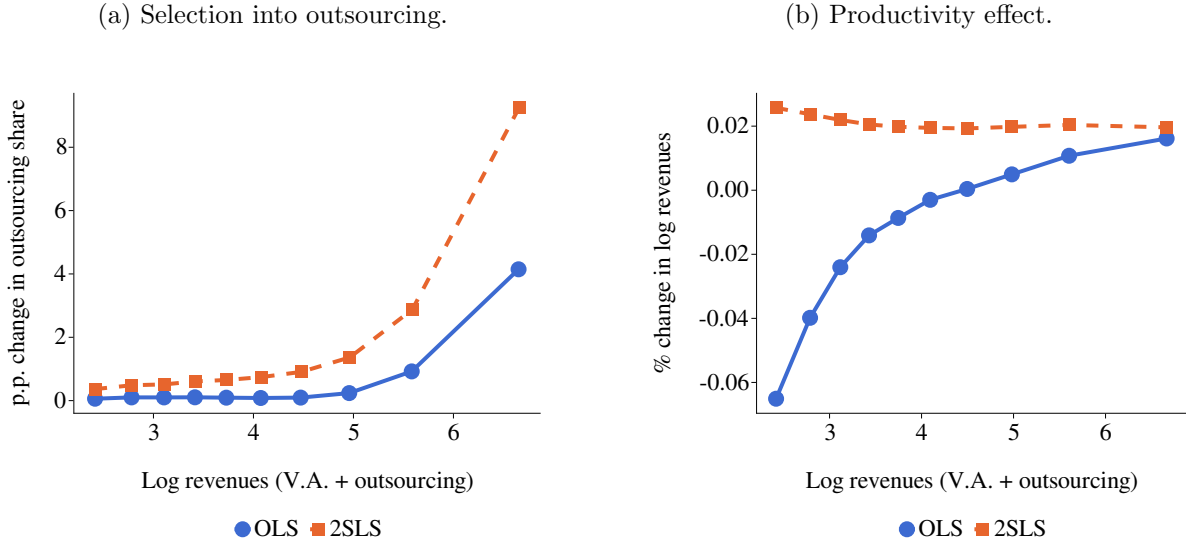 (a) Selection into outsourcing.
p.p. change in outsourcing share
8
6
4
2
0
3 4 5 6
Log revenues (V.A. + outsourcing)
OLS 2SLS
(b) Productivity effect.
% change in log revenues
0.02
0.00
-0.02
-0.04
-0.06
3 4 5 6
Log revenues (V.A. + outsourcing)
OLS 2SLS